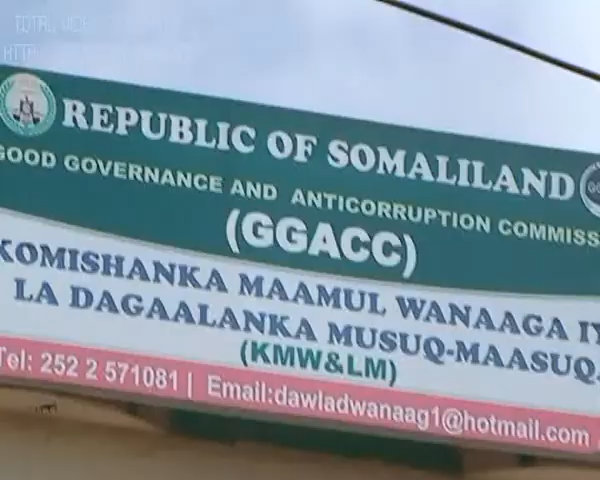 REPUBLIC OF SOMALILAND
GOOD GOVERNANCE AND ANTICORRUPTION COMMISS
(GGACC)
KOMISHANKA MAAMUL WANAAGA IY
LA DAGAALANKA MUSUQ-MAASUQ
(KMW&LM)
Tel: 252 2 571081 | Email:dawladwanaag1@hotmail.com